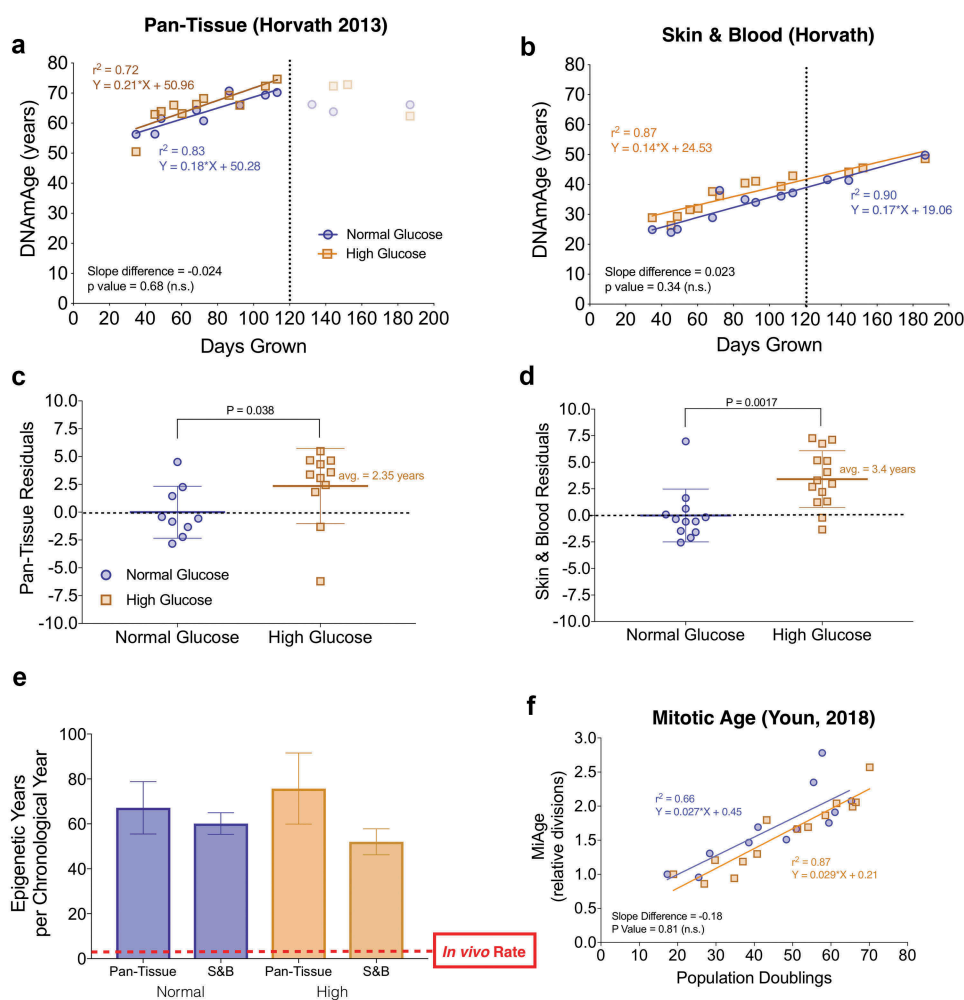 a
Pan-Tissue (Horvath 2013)
80
70
60
50
40
30
20
10
0
DNAmAge (years)
r² = 0.72
Y = 0.21*X + 50.96
r² = 0.83
Y = 0.18*X + 50.28
Normal Glucose
High Glucose
Slope difference = -0.024
p value = 0.68 (n.s.)
0 20 40 60 80 100 120 140 160 180 200
Days Grown
b
Skin & Blood (Horvath)
80
70
60
50
40
30
20
10
0
DNAmAge (years)
r² = 0.87
Y = 0.14*X + 24.53
r² = 0.90
Y = 0.17*X + 19.06
Slope difference = 0.023
p value = 0.34 (n.s.)
0 20 40 60 80 100 120 140 160 180 200
Days Grown
c
10.0
7.5
5.0
2.5
0.0
-2.5
-5.0
-7.5
-10.0
Pan-Tissue Residuals
P = 0.038
avg. = 2.35 years
Normal Glucose
High Glucose
Normal Glucose High Glucose
d
10.0
7.5
5.0
2.5
0.0
-2.5
-5.0
-7.5
-10.0
Skin & Blood Residuals
P = 0.0017
avg. = 3.4 years
Normal Glucose High Glucose
e
100
80
60
40
20
0
Epigenetic Years
per Chronological Year
In vivo Rate
Pan-Tissue S&B Pan-Tissue S&B
Normal High
f
Mitotic Age (Youn, 2018)
3.0
2.5
2.0
1.5
1.0
0.5
0.0
MiAge
(relative divisions)
r² = 0.66
Y = 0.027*X + 0.45
r² = 0.87
Y = 0.029*X + 0.21
Slope Difference = -0.18
P Value = 0.81 (n.s.)
0 10 20 30 40 50 60 70 80
Population Doublings